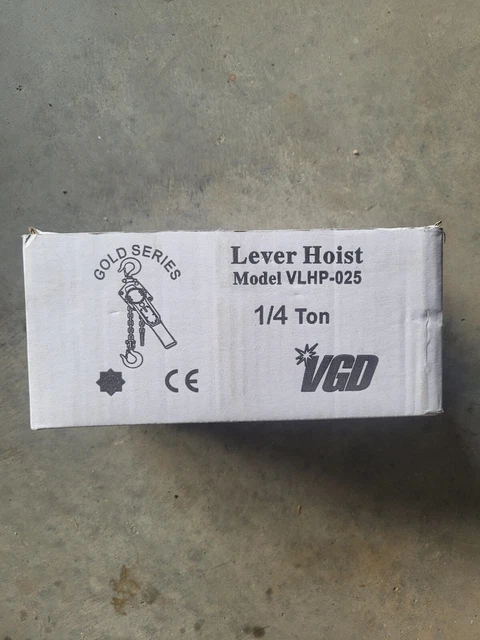 GOLD SERIES
Lever Hoist
Model VLHP-025
1/4 Ton
CE
VGD